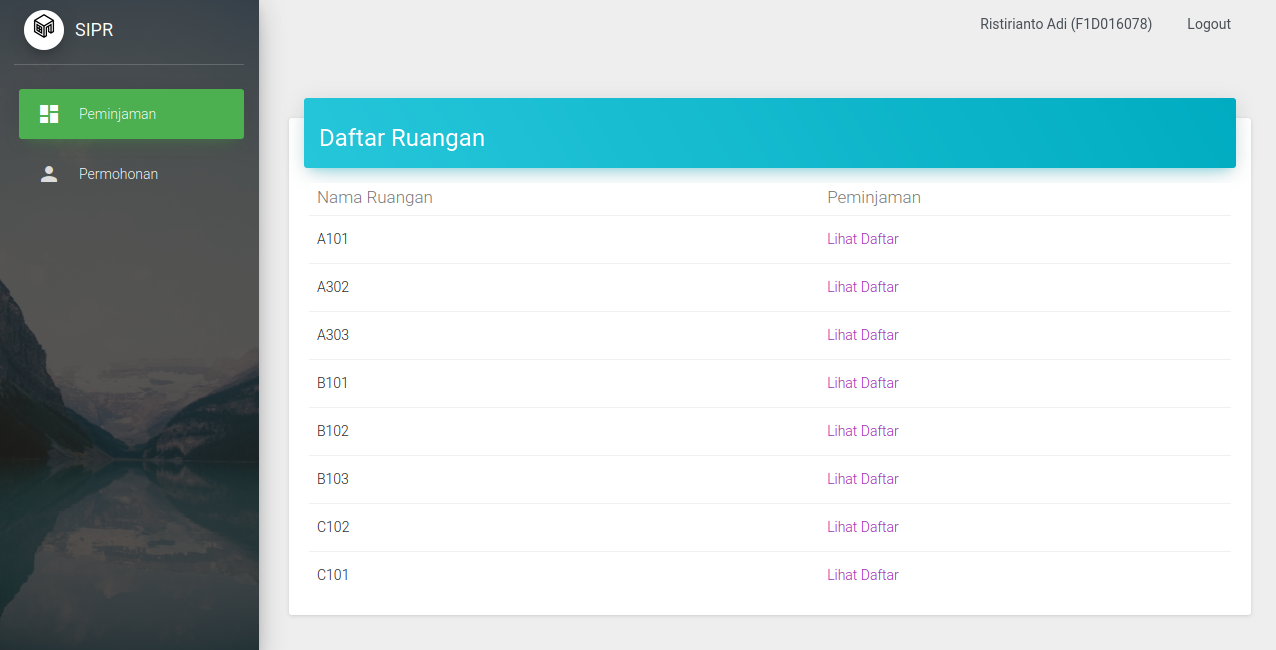 SIPR
Ristirianto Adi (F1D016078) Logout
Peminjaman
Permohonan
Daftar Ruangan
Nama Ruangan Peminjaman
A101 Lihat Daftar
A302 Lihat Daftar
A303 Lihat Daftar
B101 Lihat Daftar
B102 Lihat Daftar
B103 Lihat Daftar
C102 Lihat Daftar
C101 Lihat Daftar